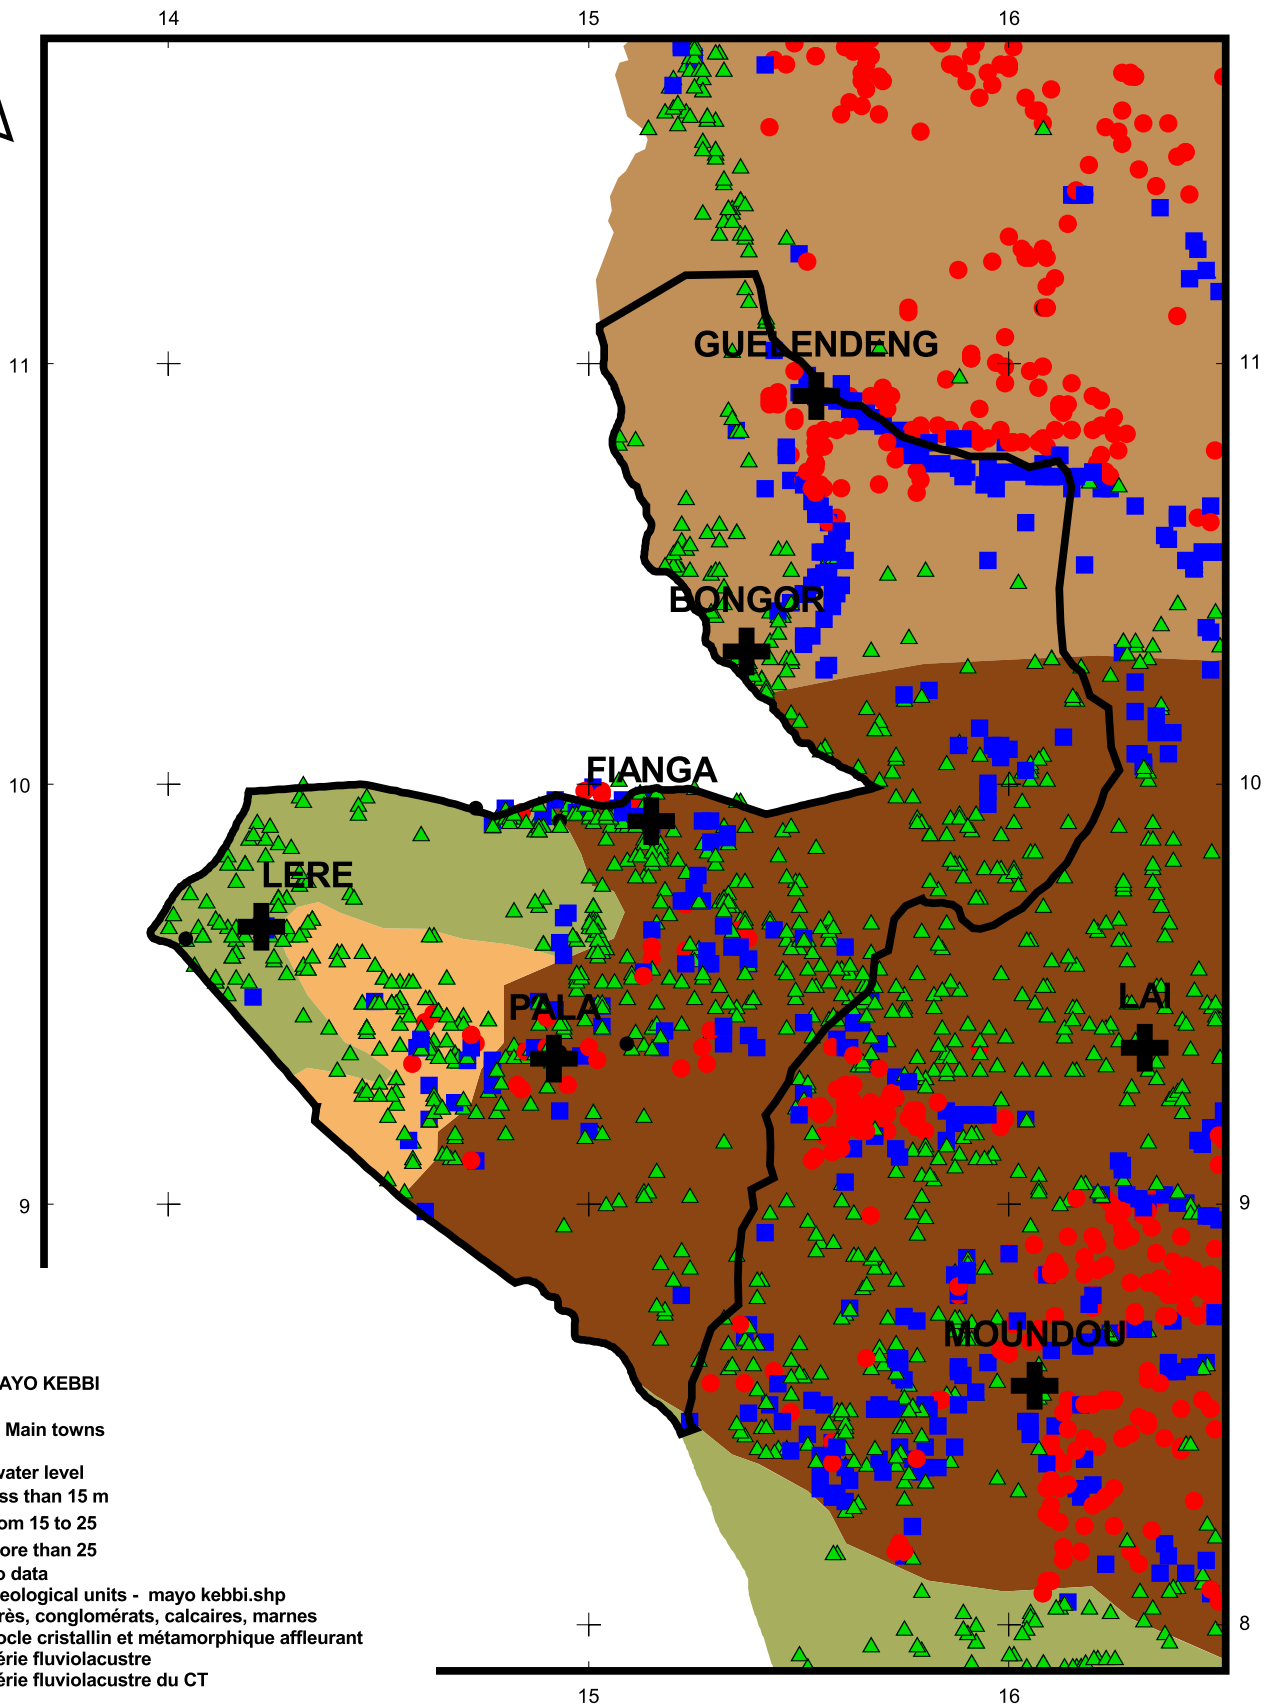 14 15 16
11 GUELENDENG 11
BONGOR
10 FIANGA 10
LERE
PALA LAI
9 9
MOUNDOU
AYO KEBBI
Main towns
water level
ss than 15 m
om 15 to 25
ore than 25
o data
eological units - mayo kebbi.shp
rès, conglomérats, calcaires, marnes
ocle cristallin et métamorphique affleurant
8
érie fluviolacustre
érie fluviolacustre du CT
15 16